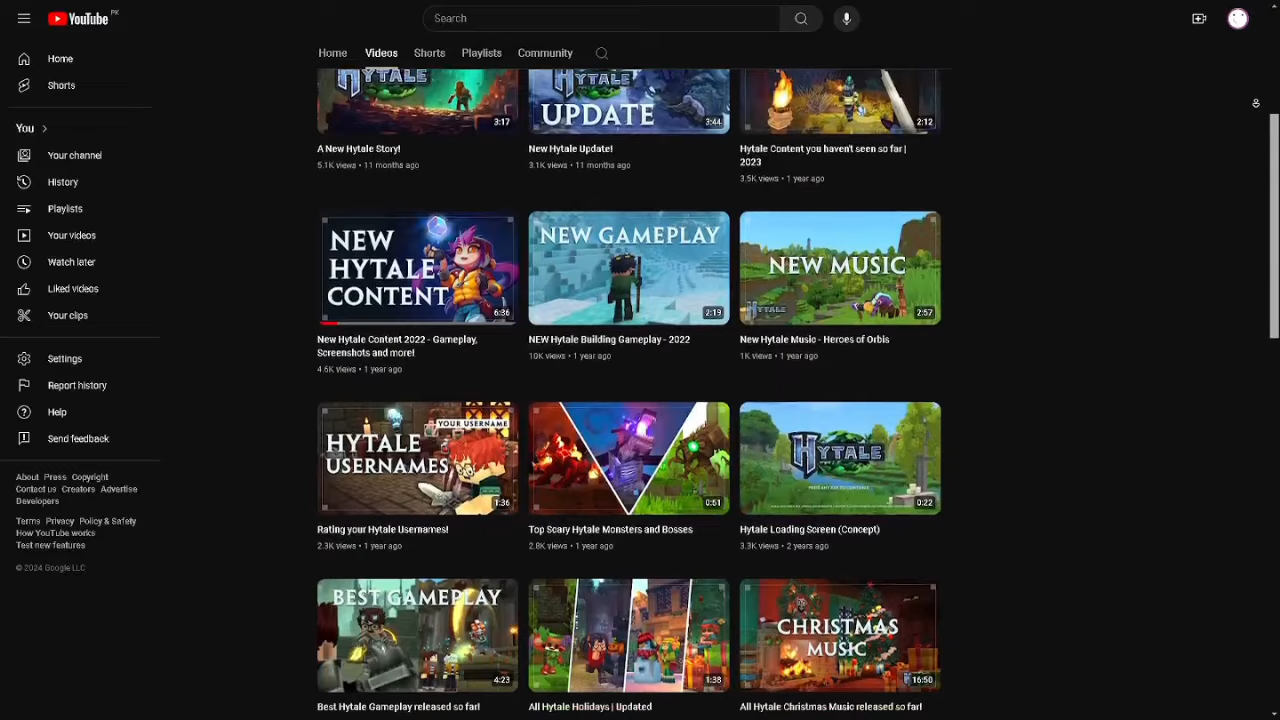 YouTube PK
Search
Home
Shorts
You
Your channel
History
Playlists
Your videos
Watch later
Liked videos
Your clips
Settings
Report history
Help
Send feedback
About Press Copyright
Contact us Creators Advertise
Developers
Terms Privacy Policy & Safety
How YouTube works
Test new features
© 2024 Google LLC
Home Videos Shorts Playlists Community
HYTALE
3:17
A New Hytale Story!
5.1K views • 11 months ago
HYTALE
UPDATE
3:44
New Hytale Update!
3.1K views • 11 months ago
2:12
Hytale Content you haven't seen so far |
2023
3.5K views • 1 year ago
NEW
HYTALE
CONTENT
6:36
New Hytale Content 2022 - Gameplay,
Screenshots and more!
4.6K views • 1 year ago
NEW GAMEPLAY
2:19
NEW Hytale Building Gameplay - 2022
10K views • 1 year ago
NEW MUSIC
HYTALE
2:57
New Hytale Music - Heroes of Orbis
1K views • 1 year ago
YOUR USERNAME
HYTALE
USERNAMES
1:36
Rating your Hytale Usernames!
2.3K views • 1 year ago
0:51
Top Scary Hytale Monsters and Bosses
2.8K views • 1 year ago
HYTALE
PRESS ANY KEY TO CONTINUE
0:22
Hytale Loading Screen (Concept)
3.3K views • 2 years ago
BEST GAMEPLAY
4:23
Best Hytale Gameplay released so far!
1:38
All Hytale Holidays | Updated
CHRISTMAS
MUSIC
16:50
All Hytale Christmas Music released so far!